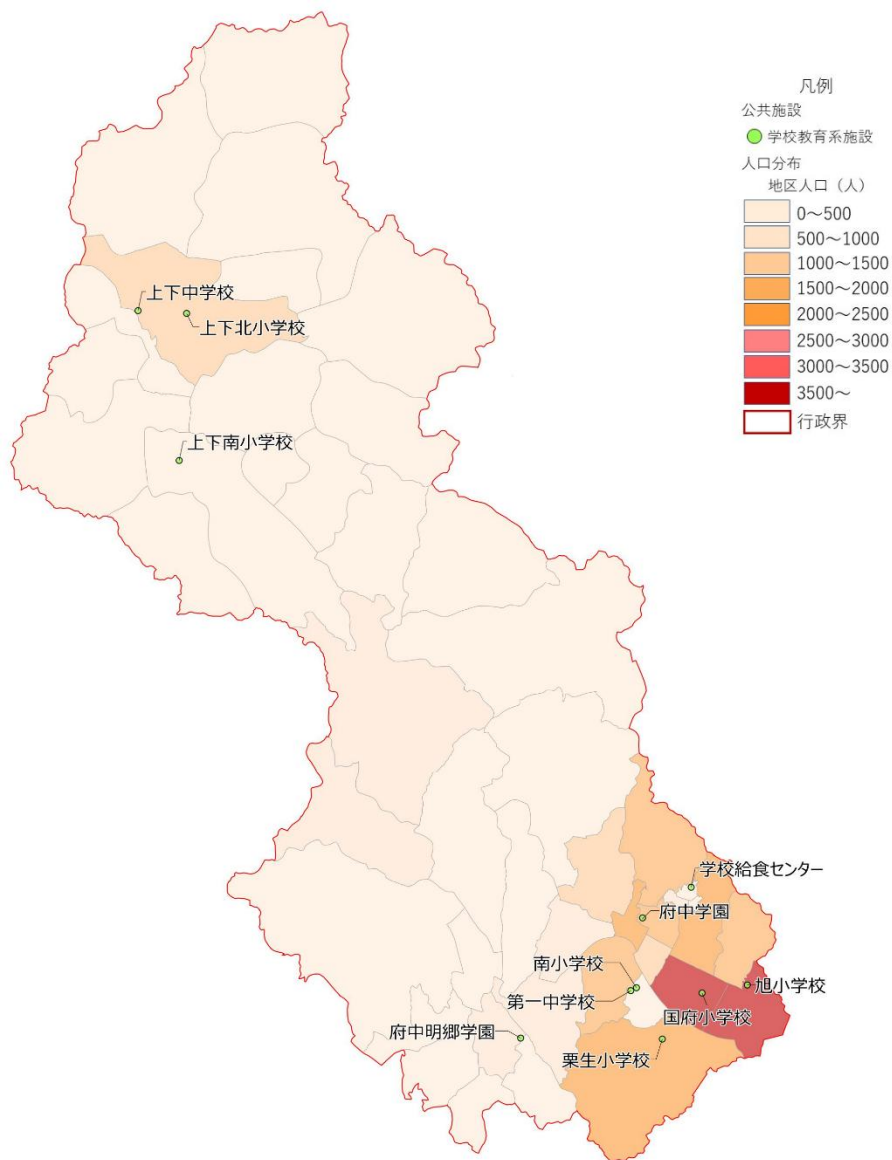 凡例
公共施設
学校教育系施設
人口分布
地区人口（人）
0～500
500～1000
1000～1500
1500～2000
2000～2500
2500～3000
3000～3500
3500～
行政界
上下中学校
上下北小学校
上下南小学校
学校給食センター
府中学園
南小学校
旭小学校
第一中学校
国府小学校
府中明郷学園
栗生小学校